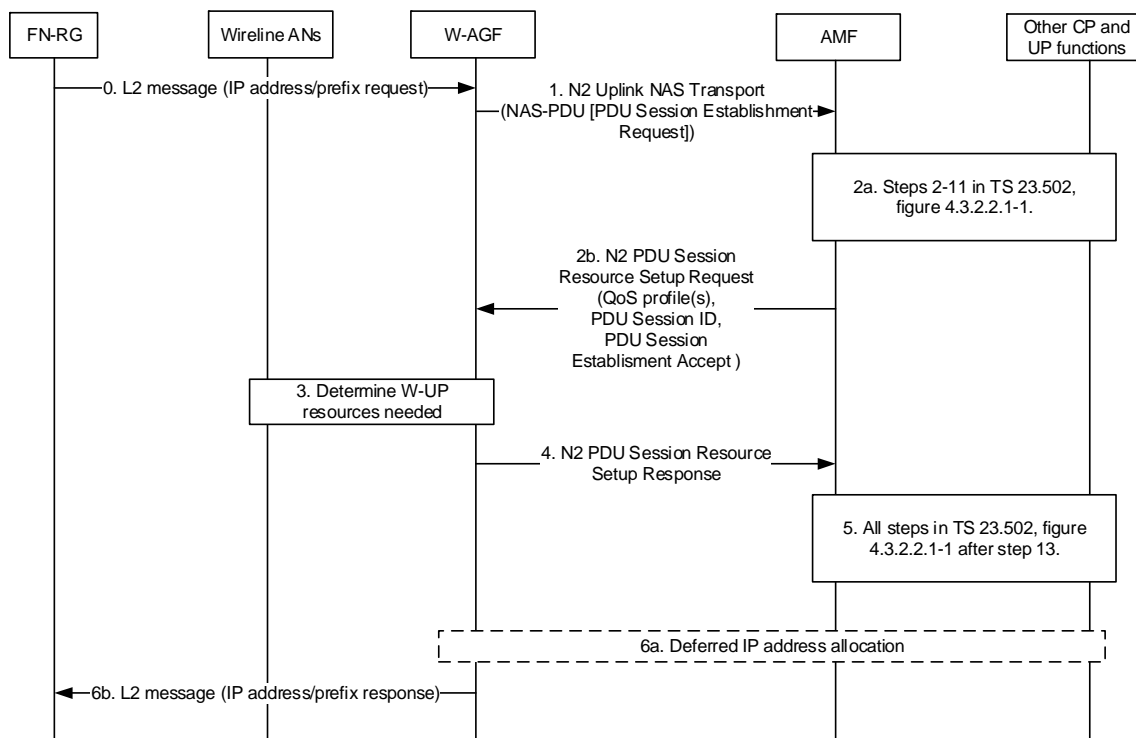 FN-RG
Wireline ANs
W-AGF
AMF
Other CP and
UP functions
0. L2 message (IP address/prefix request)
1. N2 Uplink NAS Transport
(NAS-PDU [PDU Session Establishment
Request])
2a. Steps 2-11 in TS 23.502,
figure 4.3.2.2.1-1.
2b. N2 PDU Session
Resource Setup Request
(QoS profile(s),
PDU Session ID,
PDU Session
Establisment Accept )
3. Determine W-UP
resources needed
4. N2 PDU Session Resource
Setup Response
5. All steps in TS 23.502, figure
4.3.2.2.1-1 after step 13.
6a. Deferred IP address allocation
6b. L2 message (IP address/prefix response)